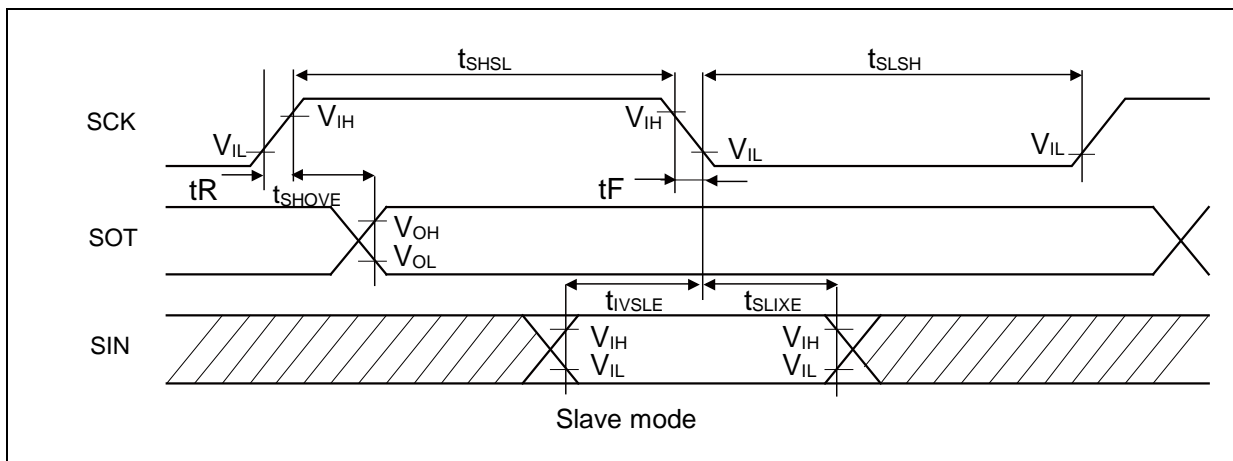 tSHSL
tSLSH
SCK
VIH
VIH
VIL
VIL
VIL
tR
tSHOVE
tF
SOT
VOH
VOL
tIVSLE
tSLIXE
SIN
VIH
VIH
VIL
VIL
Slave mode